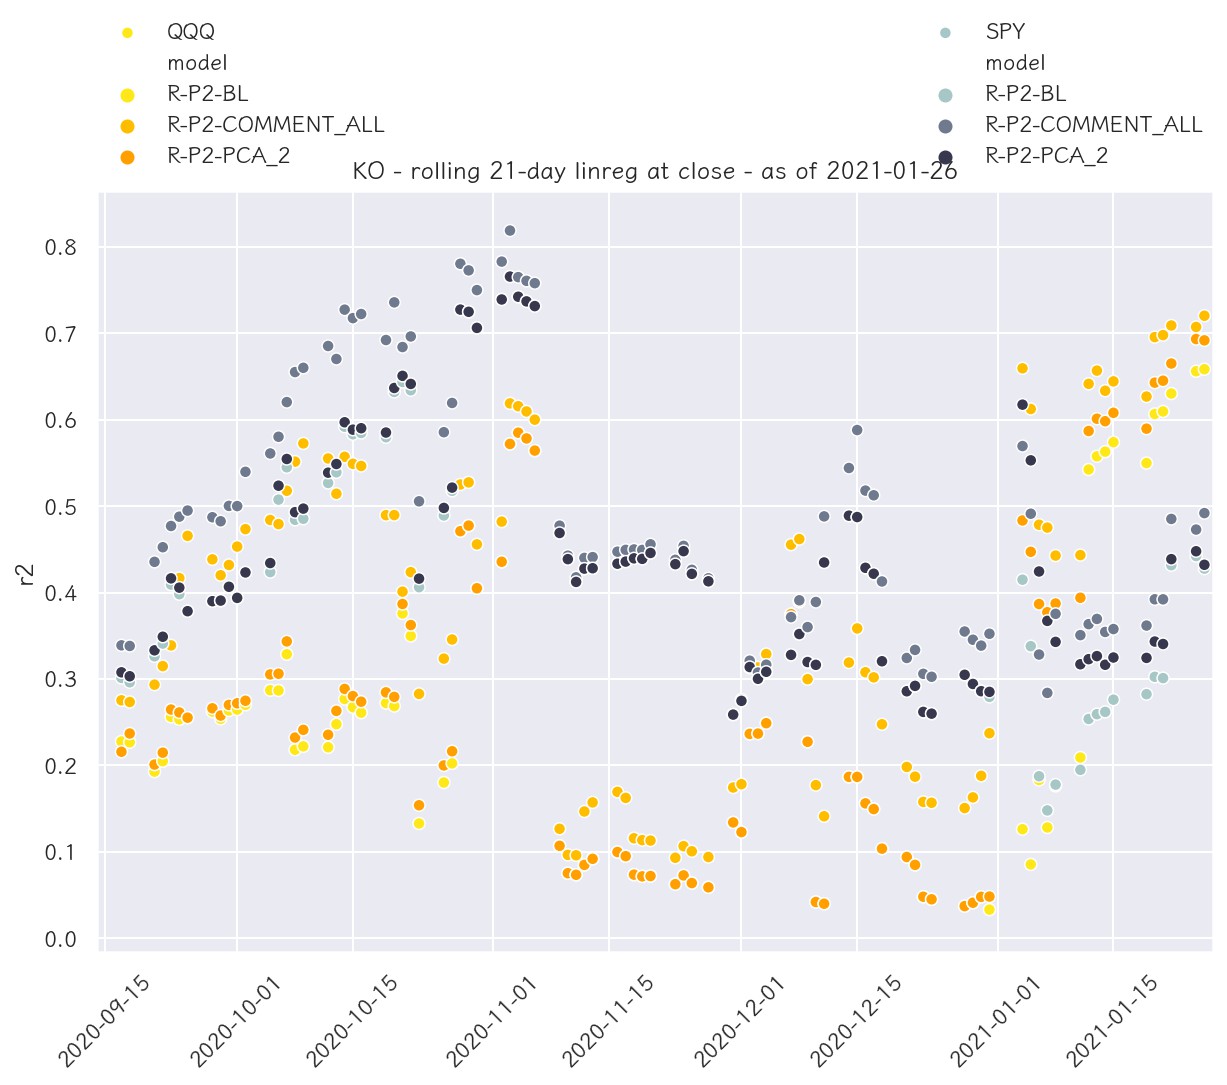 QQQ
model
R-P2-BL
R-P2-COMMENT_ALL
R-P2-PCA_2
SPY
model
R-P2-BL
R-P2-COMMENT_ALL
R-P2-PCA_2
KO - rolling 21-day linreg at close - as of 2021-01-26
r2
0.8
0.7
0.6
0.5
0.4
0.3
0.2
0.1
0.0
2020-09-15
2020-10-01
2020-10-15
2020-11-01
2020-11-15
2020-12-01
2020-12-15
2021-01-01
2021-01-15